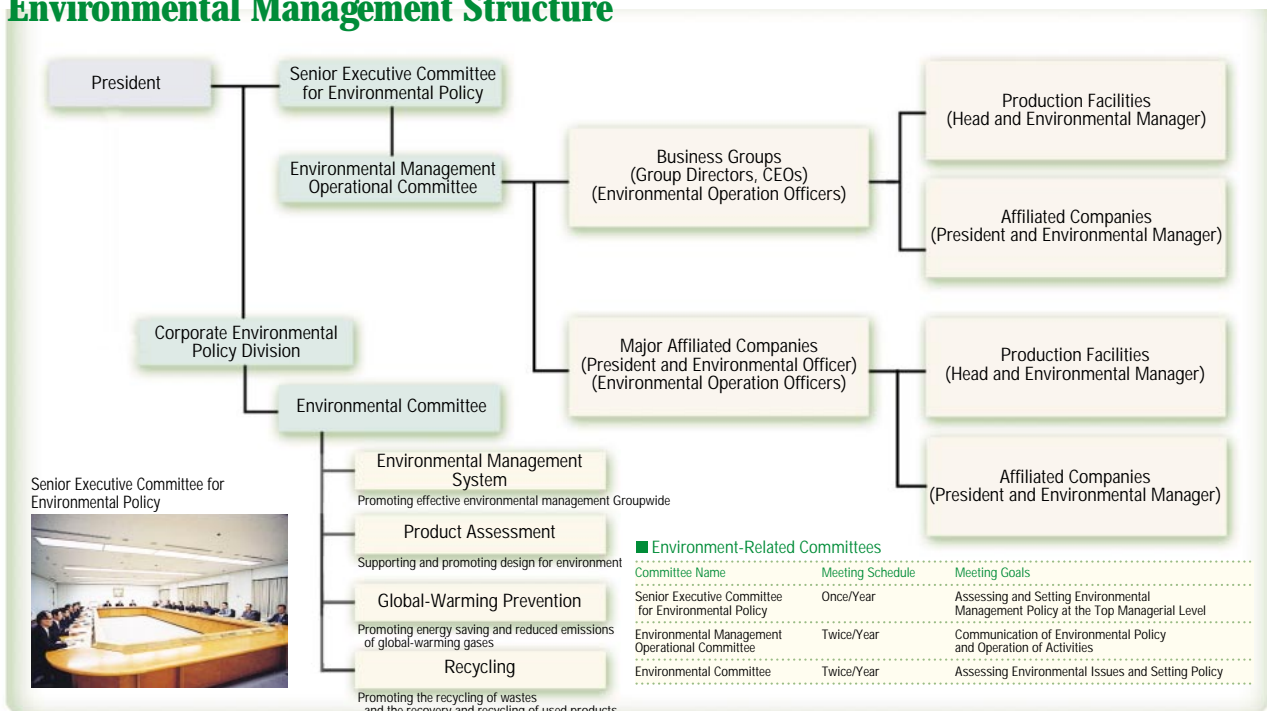 Environmental Management Structure
President
Senior Executive Committee
for Environmental Policy
Environmental Management
Operational Committee
Business Groups
(Group Directors, CEOs)
(Environmental Operation Officers)
Production Facilities
(Head and Environmental Manager)
Affiliated Companies
(President and Environmental Manager)
Corporate Environmental
Policy Division
Major Affiliated Companies
(President and Environmental Officer)
(Environmental Operation Officers)
Production Facilities
(Head and Environmental Manager)
Affiliated Companies
(President and Environmental Manager)
Environmental Committee
Environmental Management
System
Promoting effective environmental management Groupwide
Product Assessment
Supporting and promoting design for environment
Global-Warming Prevention
Promoting energy saving and reduced emissions
of global-warming gases
Recycling
Promoting the recycling of wastes
and the recovery and recycling of used products
Senior Executive Committee for
Environmental Policy
Environment-Related Committees
Committee Name Meeting Schedule Meeting Goals
Senior Executive Committee Once/Year Assessing and Setting Environmental
for Environmental Policy Management Policy at the Top Managerial Level
Environmental Management Twice/Year Communication of Environmental Policy
Operational Committee and Operation of Activities
Environmental Committee Twice/Year Assessing Environmental Issues and Setting Policy